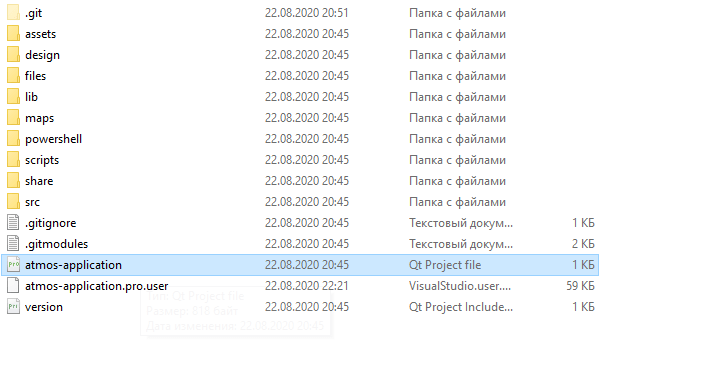 .git 22.08.2020 20:51 Папка с файлами
assets 22.08.2020 20:45 Папка с файлами
design 22.08.2020 20:45 Папка с файлами
files 22.08.2020 20:45 Папка с файлами
lib 22.08.2020 20:45 Папка с файлами
maps 22.08.2020 20:45 Папка с файлами
powershell 22.08.2020 20:45 Папка с файлами
scripts 22.08.2020 20:45 Папка с файлами
share 22.08.2020 20:45 Папка с файлами
src 22.08.2020 20:45 Папка с файлами
.gitignore 22.08.2020 20:45 Текстовый докум... 1 КБ
.gitmodules 22.08.2020 20:45 Текстовый докум... 2 КБ
atmos-application 22.08.2020 20:45 Qt Project file 1 КБ
atmos-application.pro.user 22.08.2020 22:21 VisualStudio.user.... 59 КБ
Тип: Qt Project file
version 22.08.2020 20:45 Qt Project Include... 1 КБ
Размер: 818 байт
Дата изменения: 22.08.2020 20:45